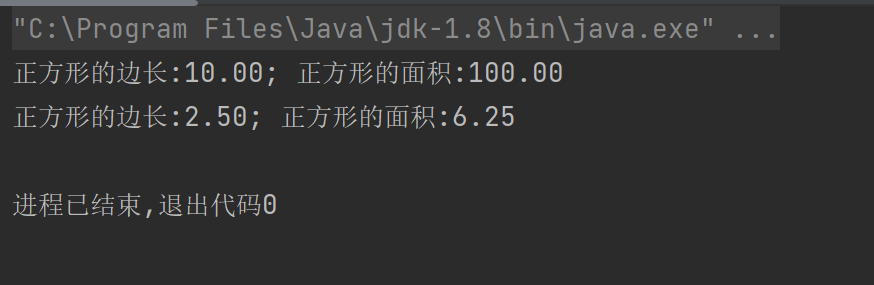 "C:\Program Files\Java\jdk-1.8\bin\java.exe" ...
正方形的边长:10.00; 正方形的面积:100.00
正方形的边长:2.50; 正方形的面积:6.25
进程已结束,退出代码0